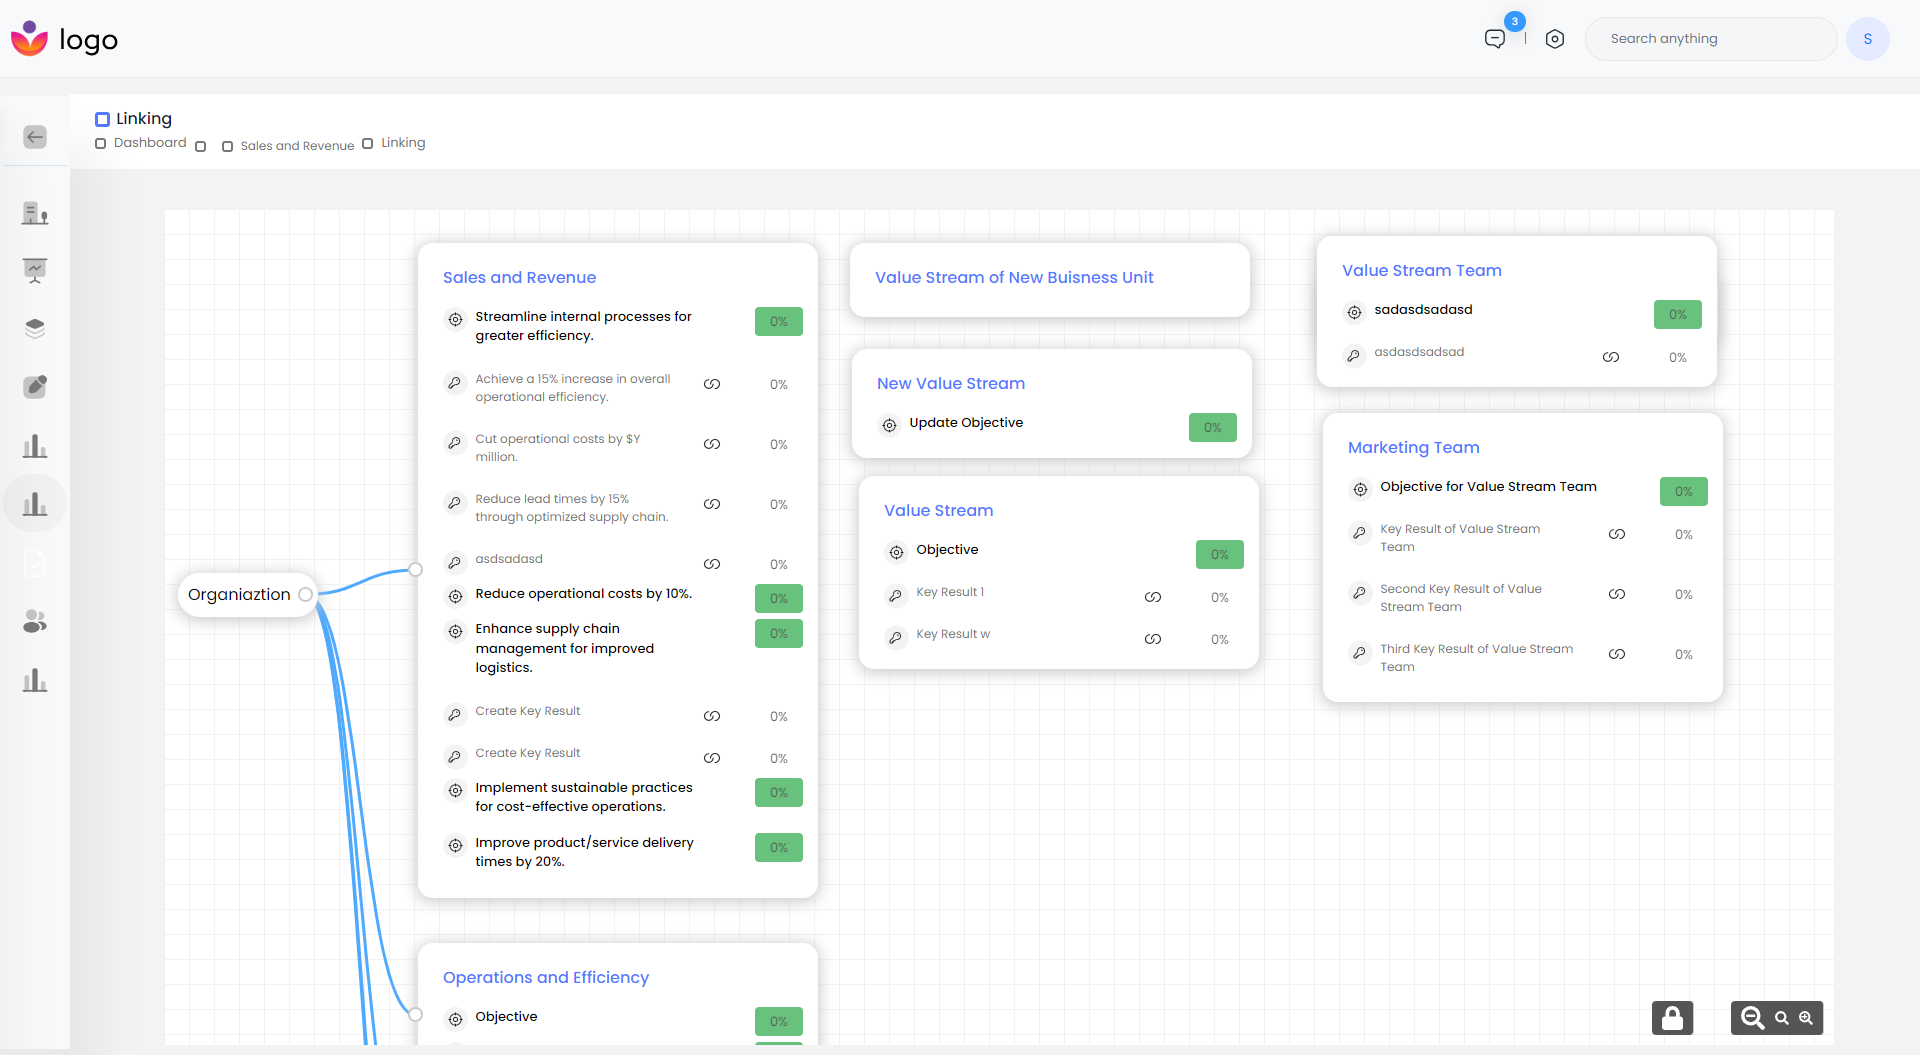 logo
3
Search anything
S
Linking
Dashboard
Sales and Revenue
Linking
Organiaztion
Sales and Revenue
Streamline internal processes for
greater efficiency.
0%
Achieve a 15% increase in overall
operational efficiency.
0%
Cut operational costs by $Y
million.
0%
Reduce lead times by 15%
through optimized supply chain.
0%
asdsadasd
0%
Reduce operational costs by 10%.
0%
Enhance supply chain
management for improved
logistics.
0%
Create Key Result
0%
Create Key Result
0%
Implement sustainable practices
for cost-effective operations.
0%
Improve product/service delivery
times by 20%.
0%
Operations and Efficiency
Objective
0%
Value Stream of New Buisness Unit
New Value Stream
Update Objective
0%
Value Stream
Objective
0%
Key Result 1
0%
Key Result w
0%
Value Stream Team
sadasdsadasd
0%
asdasdsadsad
0%
Marketing Team
Objective for Value Stream Team
0%
Key Result of Value Stream
Team
0%
Second Key Result of Value
Stream Team
0%
Third Key Result of Value Stream
Team
0%